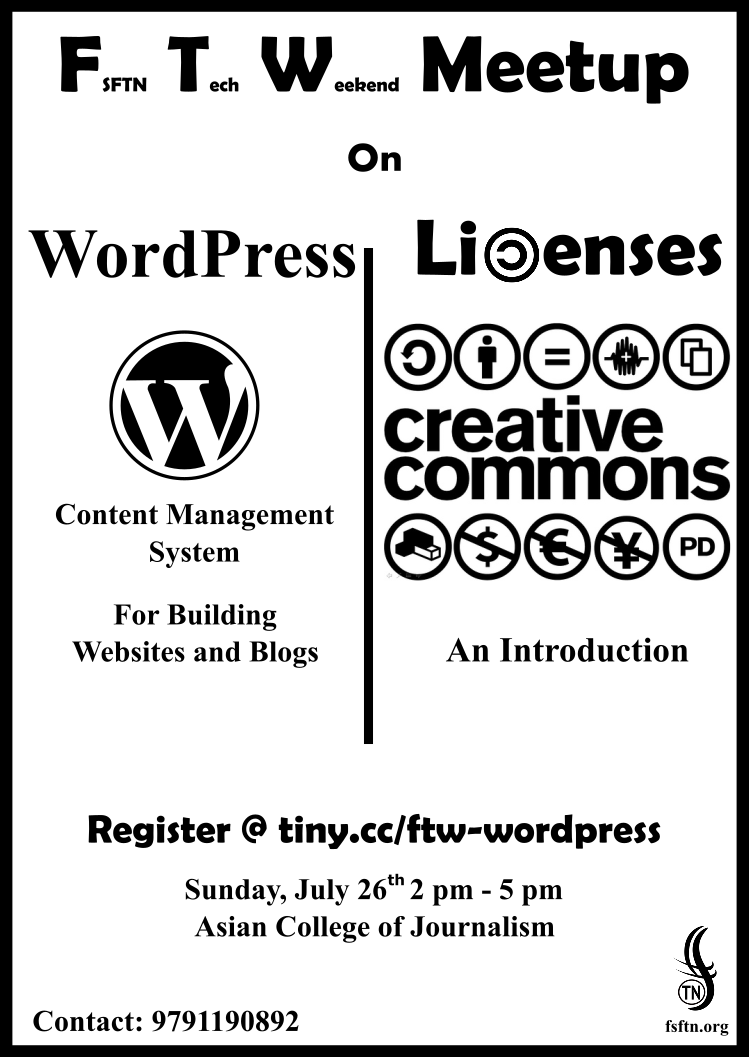 FSFTN Tech Weekend Meetup
On
WordPress
Licenses
W
creative
commons
$ € ¥ PD
Content Management
System
For Building
Websites and Blogs
An Introduction
Register @ tiny.cc/ftw-wordpress
Sunday, July 26th 2 pm - 5 pm
Asian College of Journalism
TN
Contact: 9791190892
fsftn.org